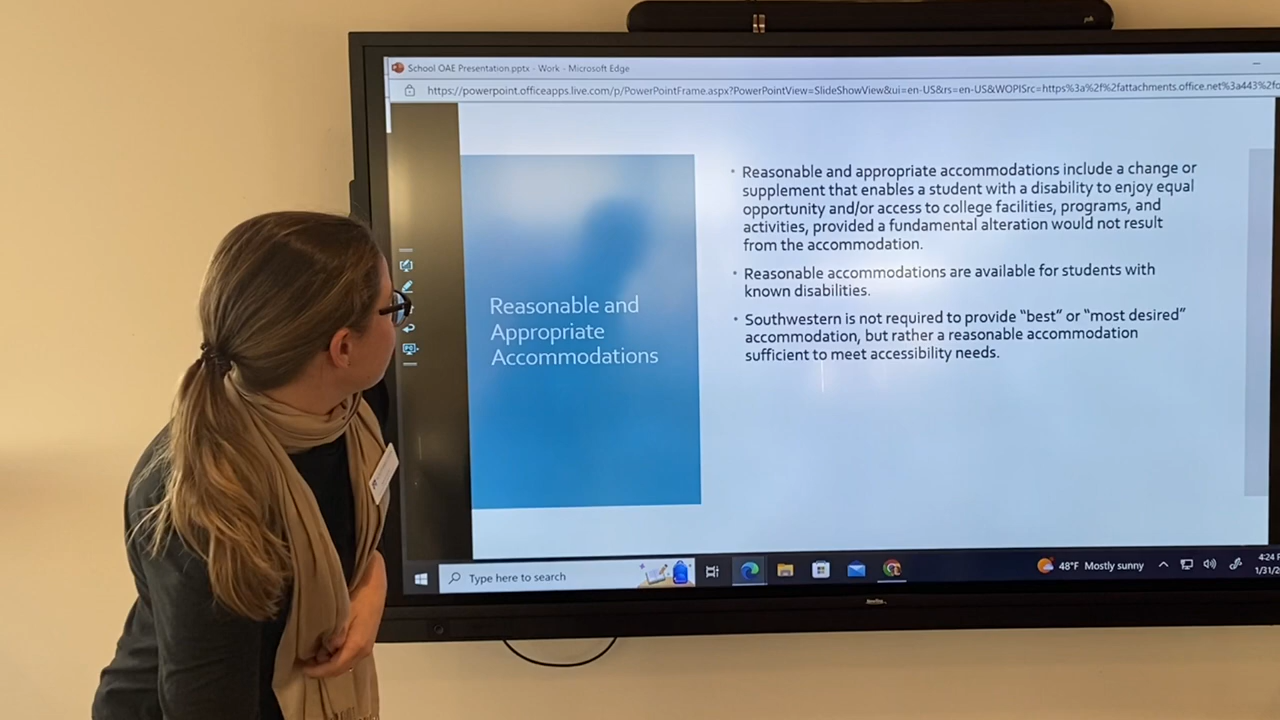 School OAE Presentation.pptx - Work - Microsoft Edge
https://powerpoint.officeapps.live.com/p/PowerPointFrame.aspx?PowerPointView=SlideShowView&ui=en-US&rs=en-US&WOPISrc=https%3a%2f%2fattachments.office.net%3a443%2fo
Reasonable and
Appropriate
Accommodations
• Reasonable and appropriate accommodations include a change or
supplement that enables a student with a disability to enjoy equal
opportunity and/or access to college facilities, programs, and
activities, provided a fundamental alteration would not result
from the accommodation.
• Reasonable accommodations are available for students with
known disabilities.
• Southwestern is not required to provide “best” or “most desired”
accommodation, but rather a reasonable accommodation
sufficient to meet accessibility needs.
Type here to search
48°F Mostly sunny
4:24 P
1/31/2
poly